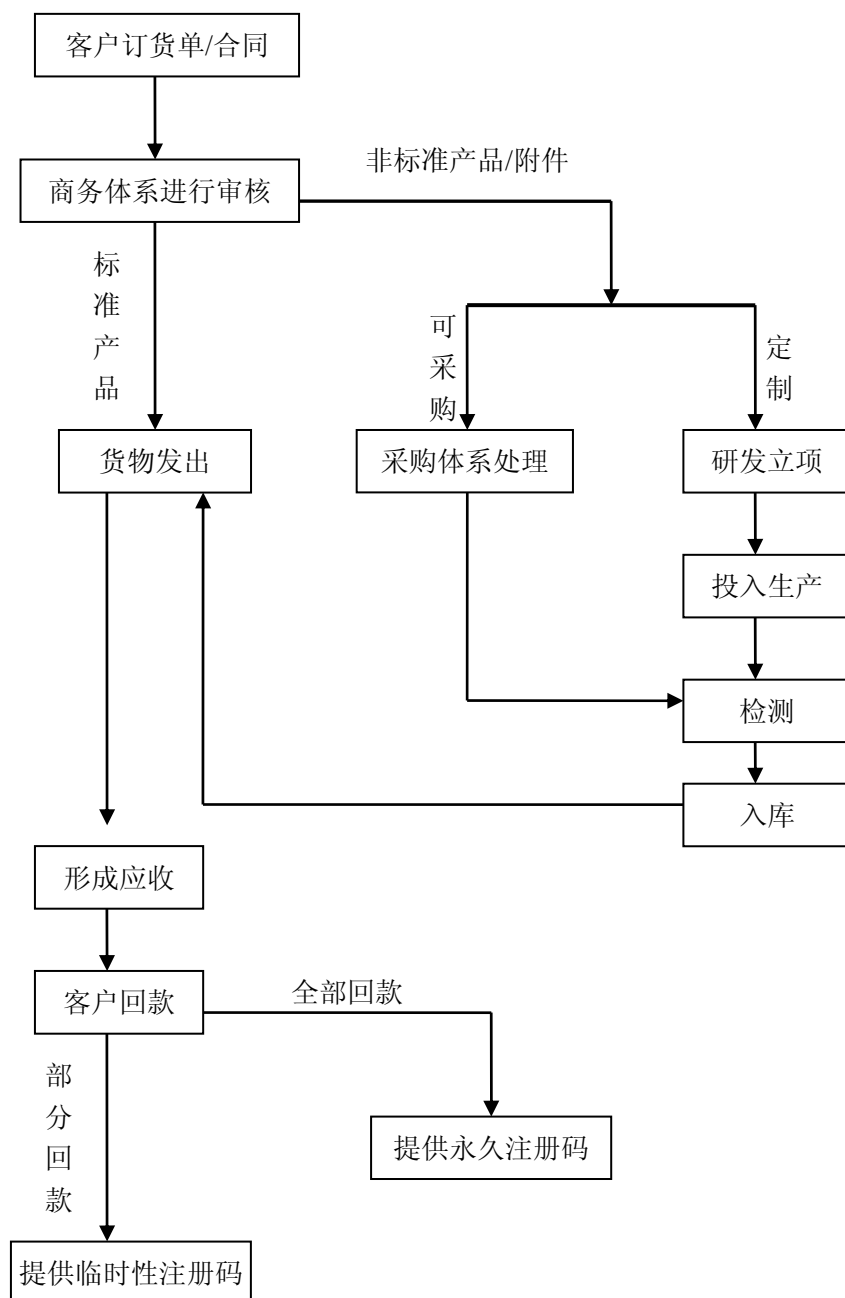 客户订货单/合同
非标准产品/附件
商务体系进行审核
标准产品
可采购
定制
货物发出
采购体系处理
研发立项
投入生产
检测
入库
形成应收
客户回款
全部回款
部分回款
提供永久注册码
提供临时性注册码